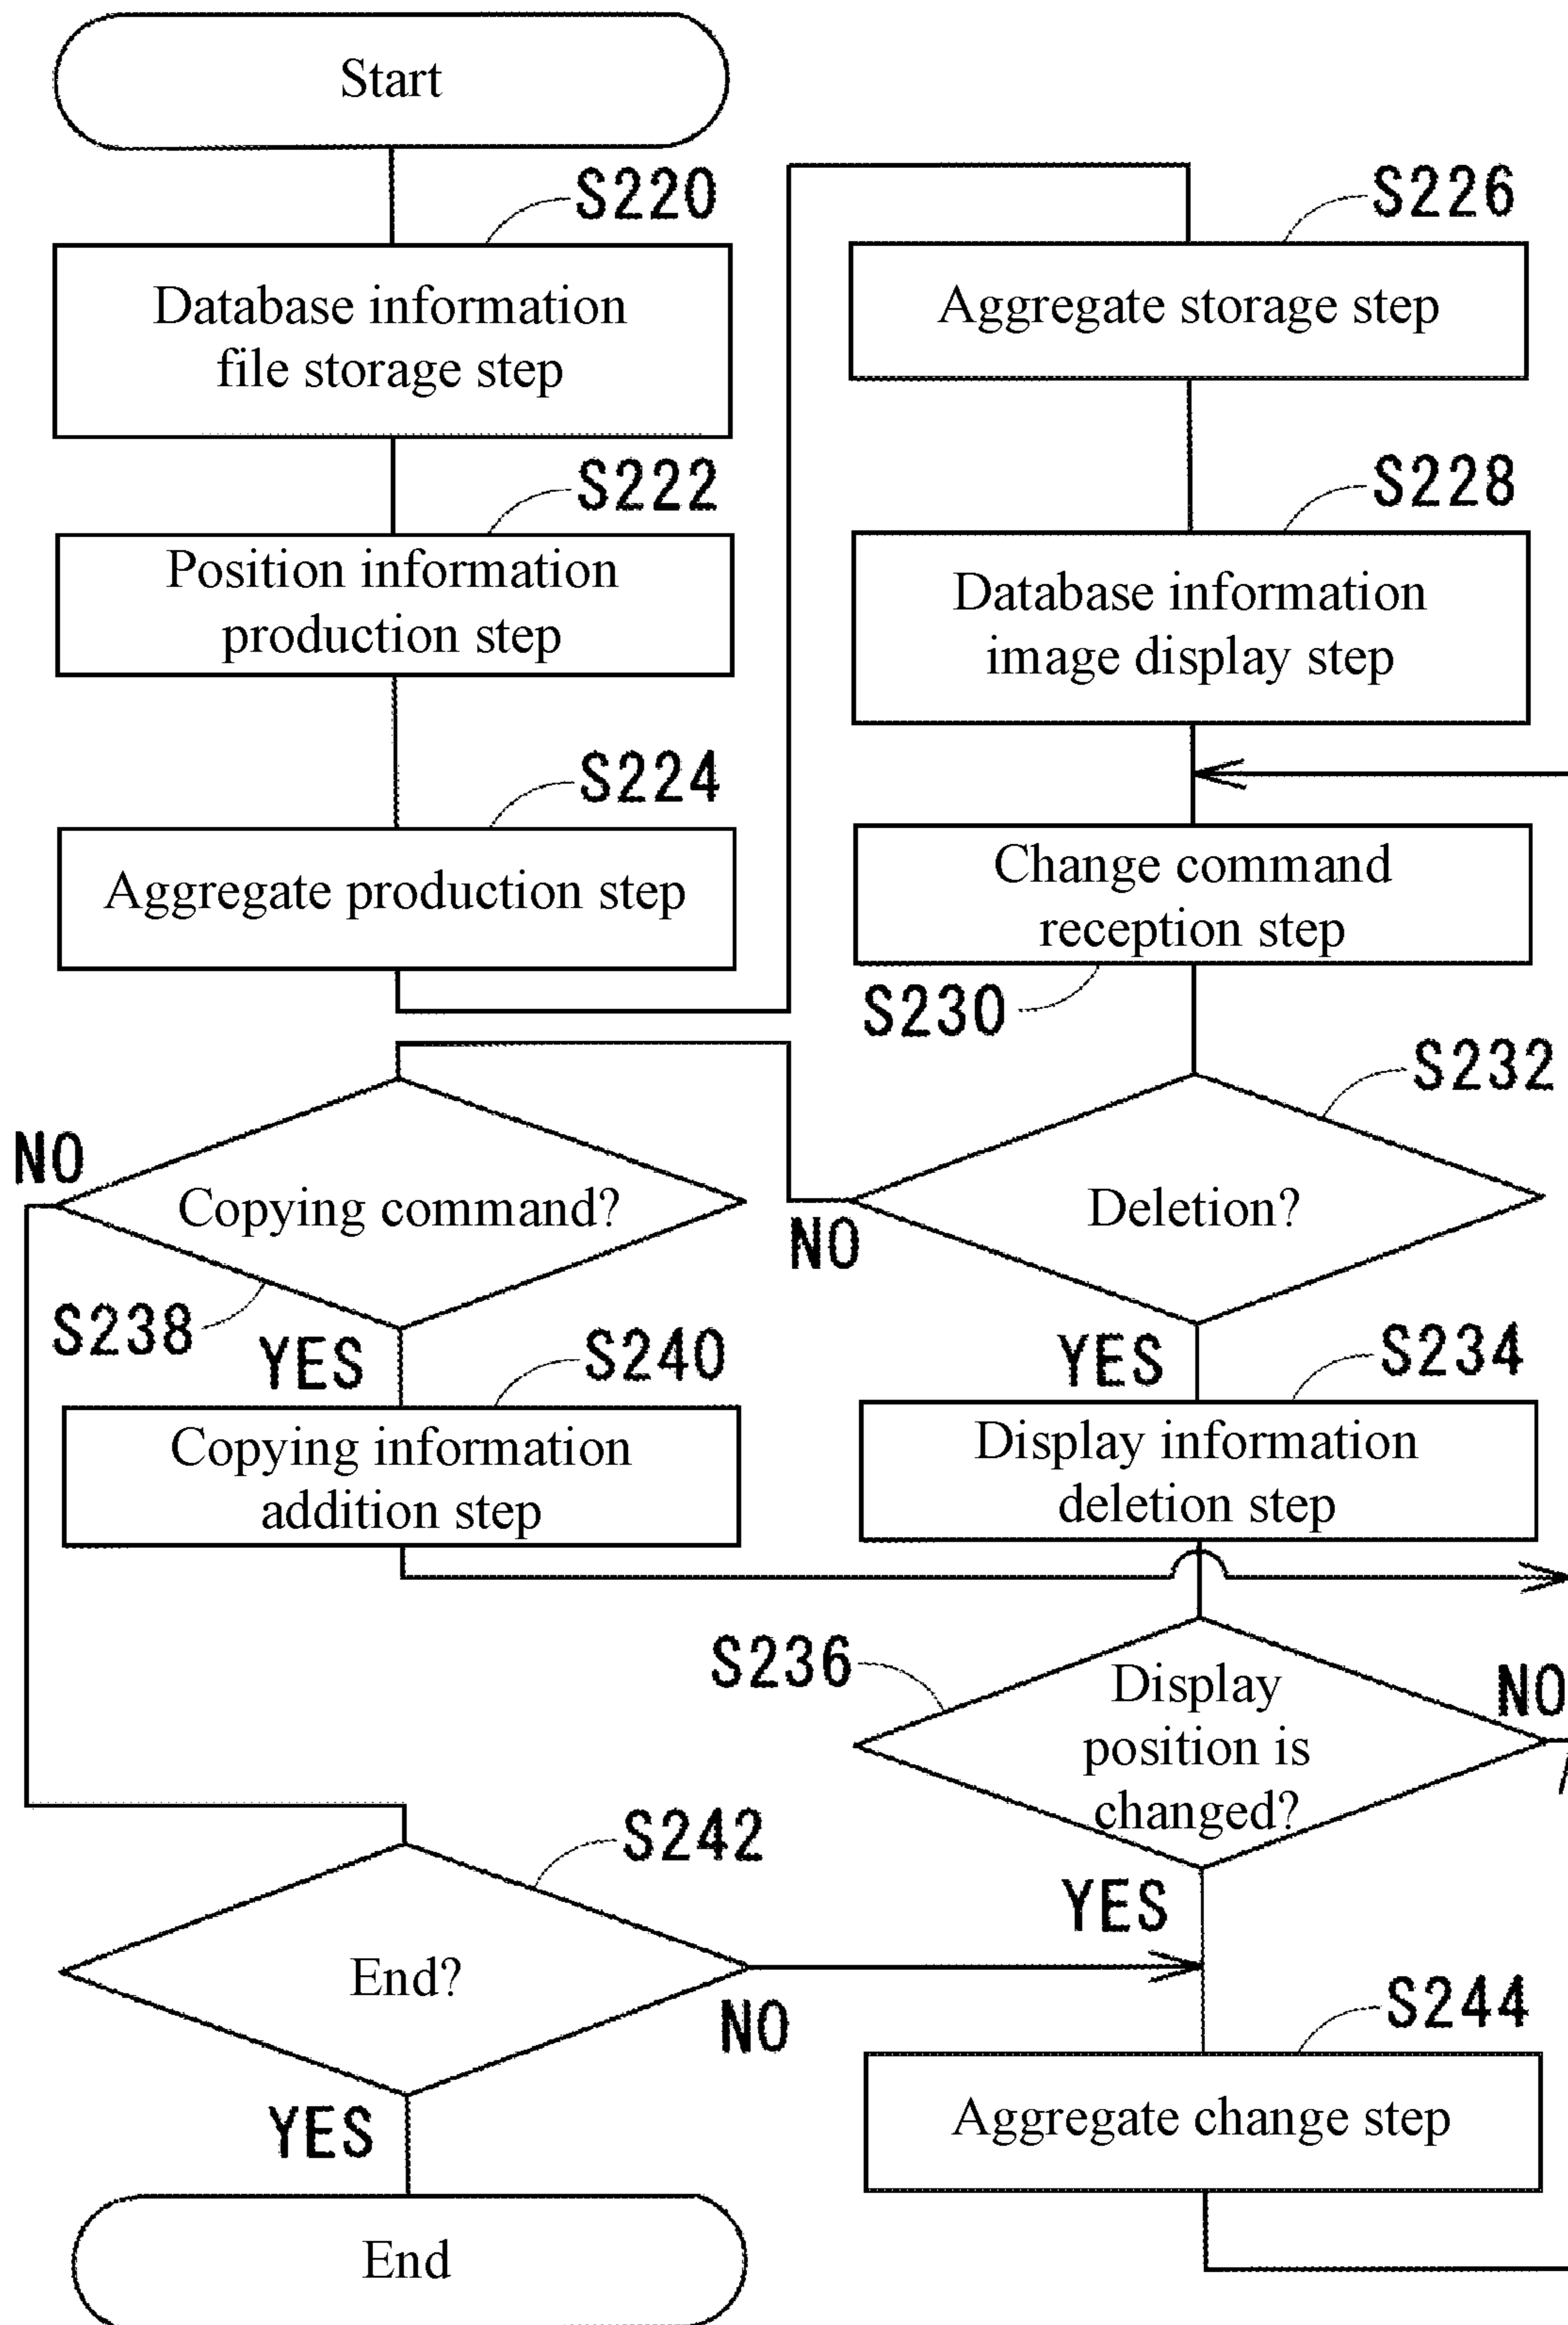 Start
S220
Database information
file storage step
S222
Position information
production step
S224
Aggregate production step
S226
Aggregate storage step
S228
Database information
image display step
Change command
reception step
S230
S232
Deletion?
NO
YES
S234
Display information
deletion step
S236
Display
position is
changed?
NO
YES
NO
Copying command?
S238
YES
S240
Copying information
addition step
S242
End?
NO
YES
S244
Aggregate change step
End